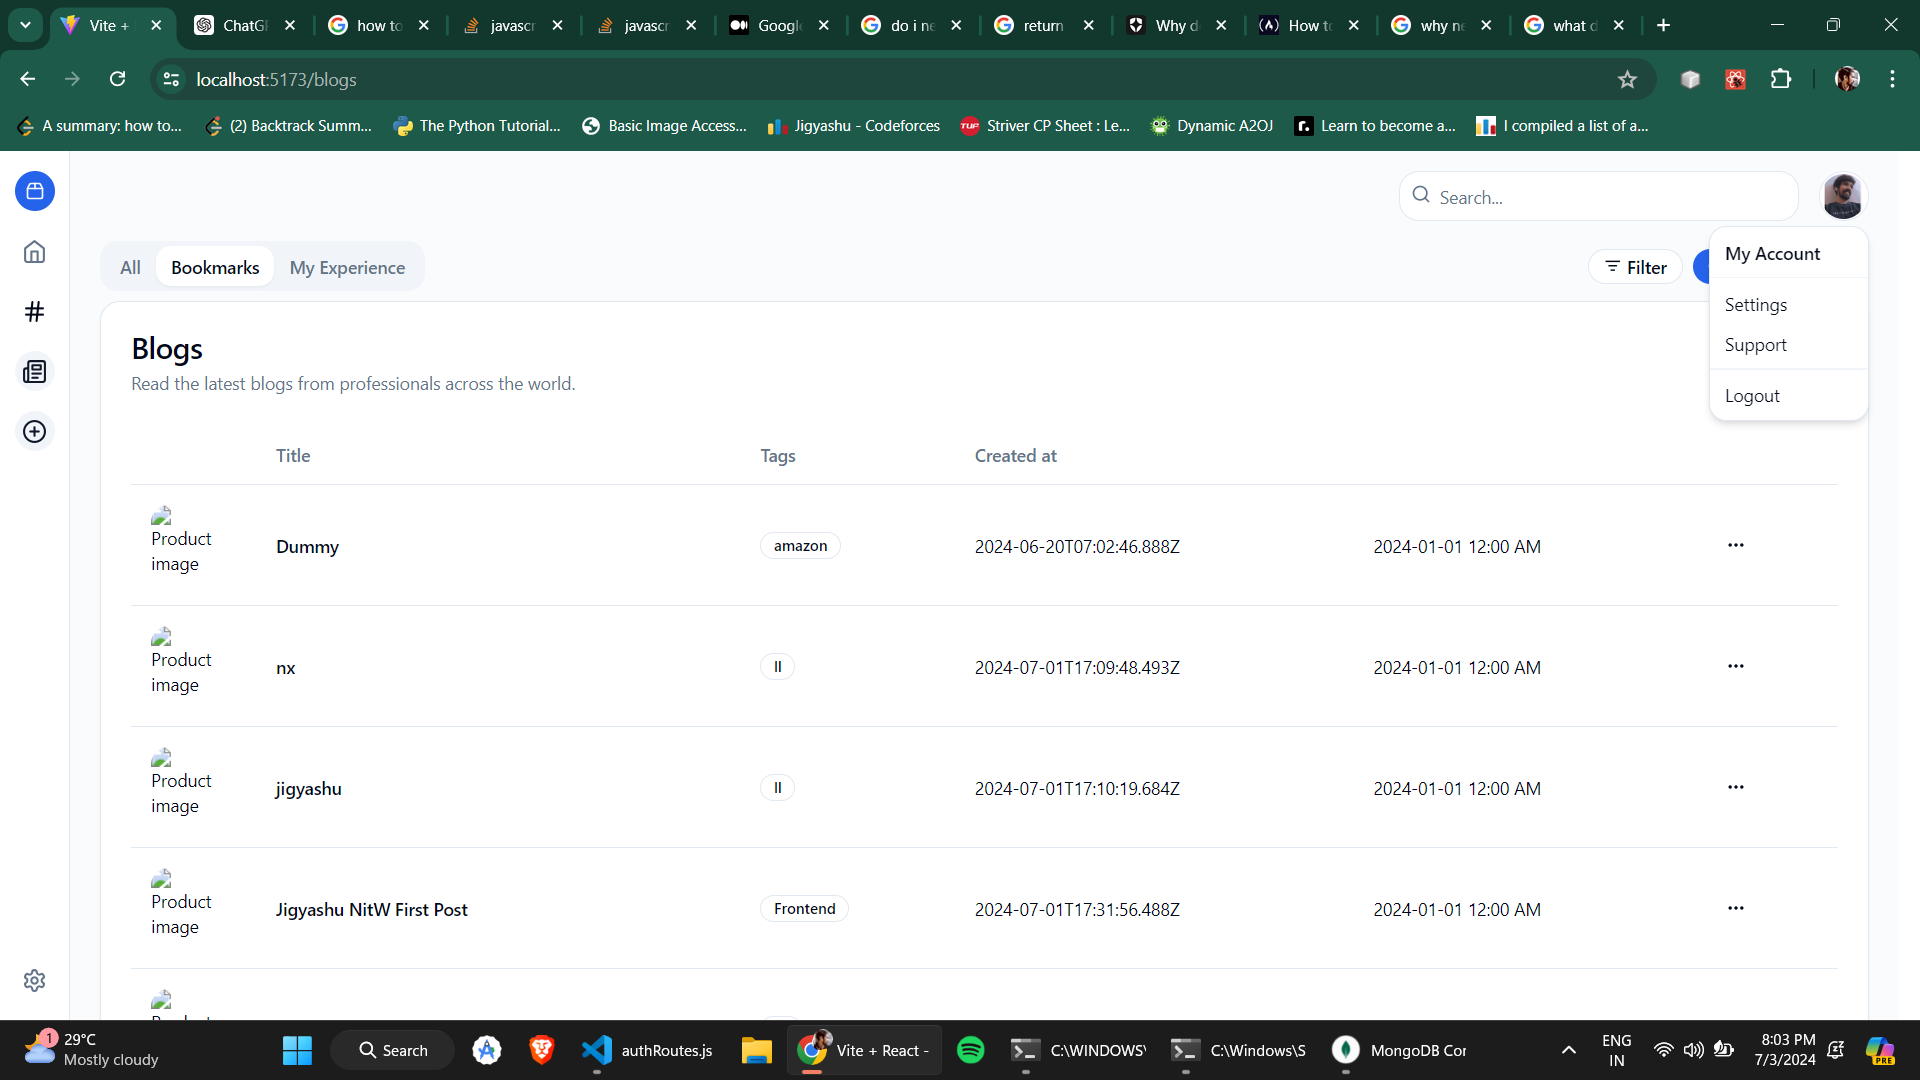 Vite +
ChatGP
how to
javascr
javascr
Google
do i ne
return
Why d
How to
why ne
what d
localhost:5173/blogs
A summary: how to...
(2) Backtrack Summ...
The Python Tutorial...
Basic Image Access...
Jigyashu - Codeforces
TUF
Striver CP Sheet : Le...
Dynamic A2OJ
r.
Learn to become a...
I compiled a list of a...
Search...
All
Bookmarks
My Experience
Filter
My Account
Settings
Support
Logout
Blogs
Read the latest blogs from professionals across the world.
Title
Tags
Created at
Product
image
Dummy
amazon
2024-06-20T07:02:46.888Z
2024-01-01 12:00 AM
Product
image
nx
ll
2024-07-01T17:09:48.493Z
2024-01-01 12:00 AM
Product
image
jigyashu
ll
2024-07-01T17:10:19.684Z
2024-01-01 12:00 AM
Product
image
Jigyashu NitW First Post
Frontend
2024-07-01T17:31:56.488Z
2024-01-01 12:00 AM
1
29°C
Mostly cloudy
Search
authRoutes.js
Vite + React -
C:\WINDOWS\
C:\Windows\S
MongoDB Cor
ENG
IN
8:03 PM
7/3/2024
PRE